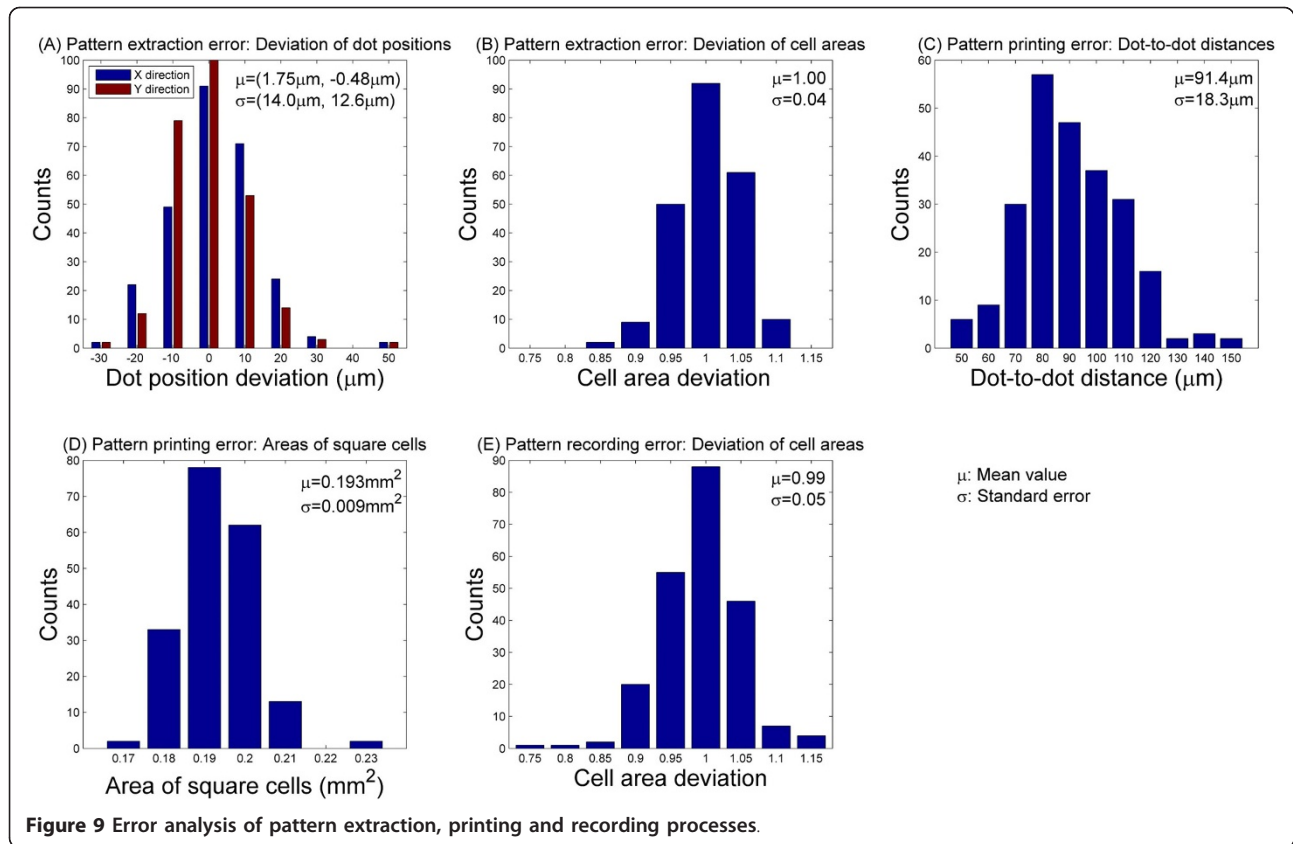 (A) Pattern extraction error: Deviation of dot positions
X direction
Y direction
μ=(1.75μm, -0.48μm)
σ=(14.0μm, 12.6μm)
Counts
100
90
80
70
60
50
40
30
20
10
0
-30 -20 -10 0 10 20 30 40 50
Dot position deviation (μm)
(B) Pattern extraction error: Deviation of cell areas
μ=1.00
σ=0.04
Counts
100
90
80
70
60
50
40
30
20
10
0
0.75 0.8 0.85 0.9 0.95 1 1.05 1.1 1.15
Cell area deviation
(C) Pattern printing error: Dot-to-dot distances
μ=91.4μm
σ=18.3μm
Counts
60
50
40
30
20
10
0
50 60 70 80 90 100 110 120 130 140 150
Dot-to-dot distance (μm)
(D) Pattern printing error: Areas of square cells
μ=0.193mm²
σ=0.009mm²
Counts
80
70
60
50
40
30
20
10
0
0.17 0.18 0.19 0.2 0.21 0.22 0.23
Area of square cells (mm²)
(E) Pattern recording error: Deviation of cell areas
μ=0.99
σ=0.05
Counts
90
80
70
60
50
40
30
20
10
0
0.75 0.8 0.85 0.9 0.95 1 1.05 1.1 1.15
Cell area deviation
μ: Mean value
σ: Standard error
Figure 9 Error analysis of pattern extraction, printing and recording processes.